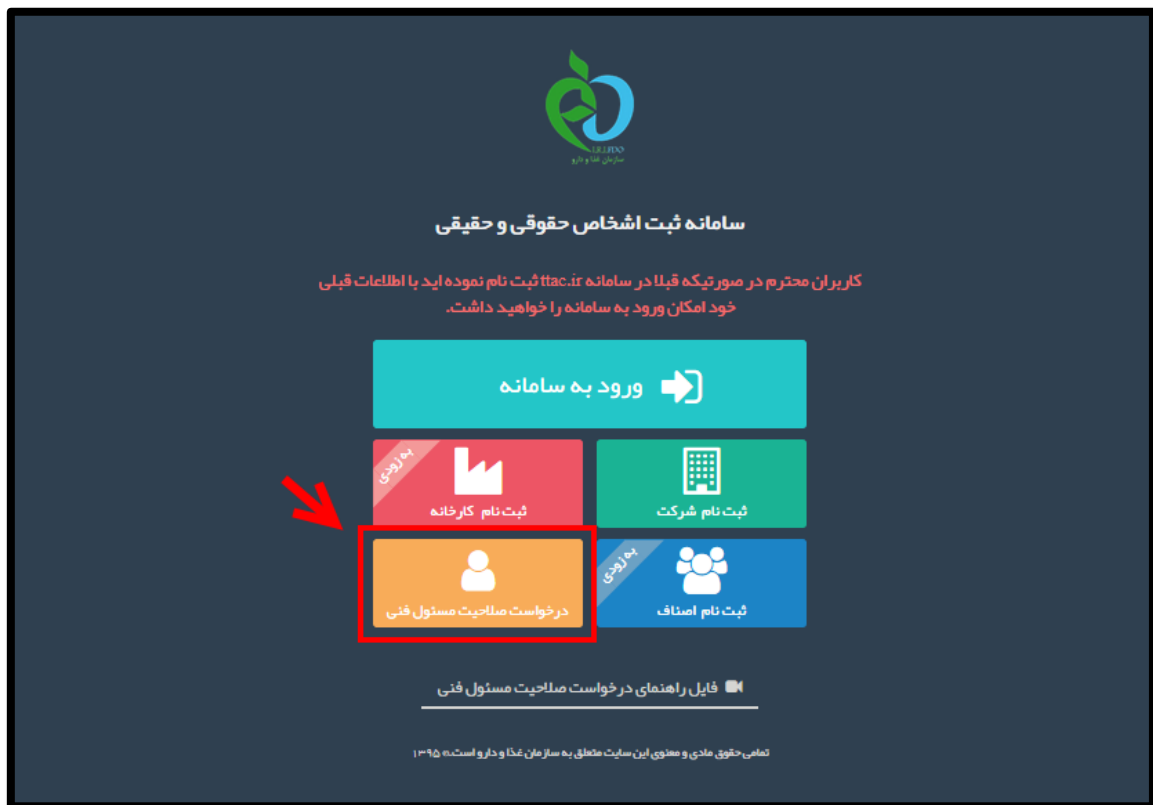 I.R.I.FDO
سازمان غذا و دارو
سامانه ثبت اشخاص حقوقی و حقیقی
کاربران محترم در صورتیکه قبلا در سامانه ttac.ir ثبت نام نموده اید با اطلاعات قبلی
خود امکان ورود به سامانه را خواهید داشت.
ورود به سامانه
ثبت نام شرکت
به زودی
ثبت نام کارخانه
به زودی
ثبت نام اصناف
درخواست صلاحیت مسئول فنی
فایل راهنمای درخواست صلاحیت مسئول فنی
تمامی حقوق مادی و معنوی این سایت متعلق به سازمان غذا و دارو است.© ۱۳۹۵